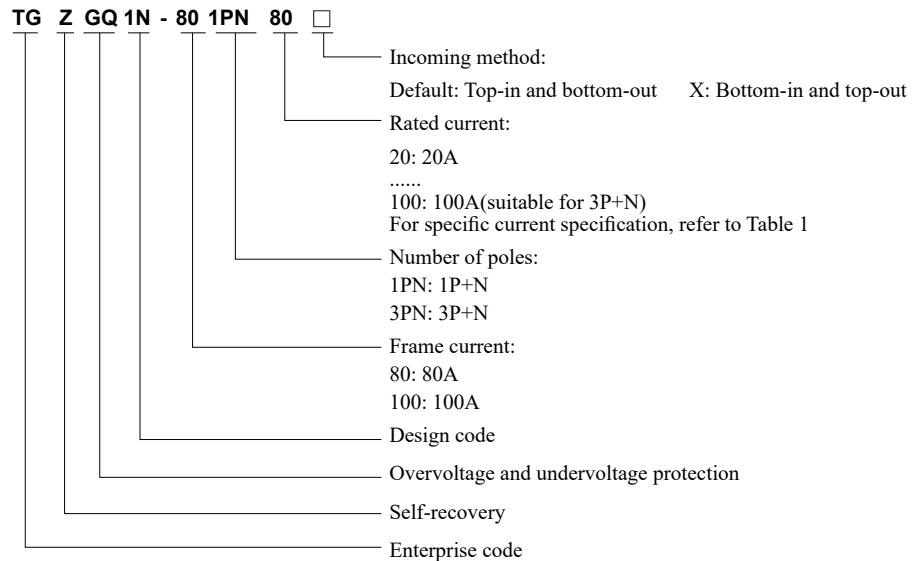 TG Z GQ 1N - 80 1PN 80 □
Incoming method:
Default: Top-in and bottom-out X: Bottom-in and top-out
Rated current:
20: 20A
......
100: 100A(suitable for 3P+N)
For specific current specification, refer to Table 1
Number of poles:
1PN: 1P+N
3PN: 3P+N
Frame current:
80: 80A
100: 100A
Design code
Overvoltage and undervoltage protection
Self-recovery
Enterprise code